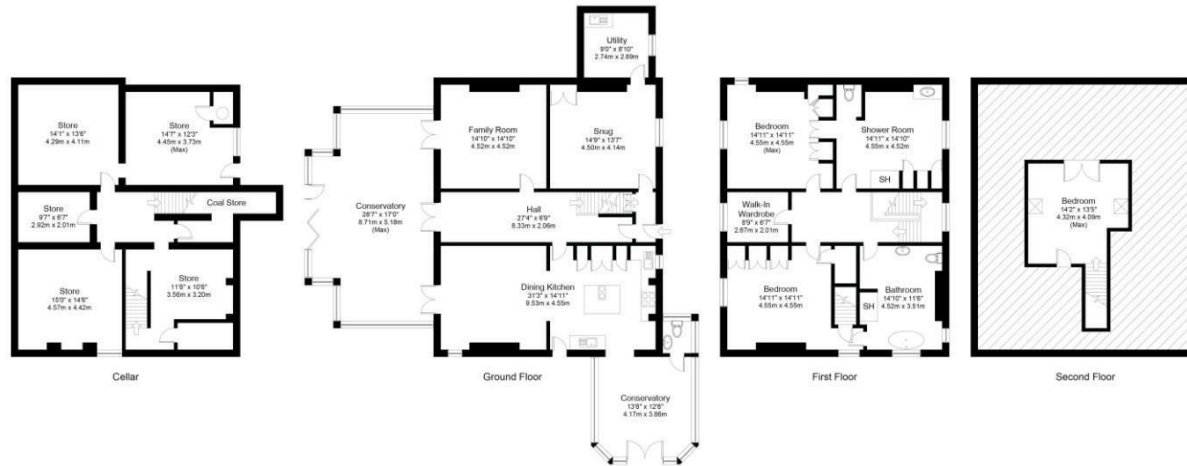 Store
14'1" x 13'6"
4.29m x 4.11m
Store
14'7" x 12'3"
4.45m x 3.73m
(Max)
Store
9'7" x 6'7"
2.92m x 2.01m
Coal Store
Store
15'0" x 14'6"
4.57m x 4.42m
Store
11'8" x 10'6"
3.56m x 3.20m
Cellar
Utility
9'0" x 8'10"
2.74m x 2.69m
Family Room
14'10" x 14'10"
4.52m x 4.52m
Snug
14'9" x 13'7"
4.50m x 4.14m
Conservatory
28'7" x 17'0"
8.71m x 5.18m
(Max)
Hall
27'4" x 6'9"
8.33m x 2.06m
Dining Kitchen
31'3" x 14'11"
9.53m x 4.55m
Conservatory
13'8" x 12'8"
4.17m x 3.86m
Ground Floor
Bedroom
14'11" x 14'11"
4.55m x 4.55m
(Max)
Shower Room
14'11" x 14'10"
4.55m x 4.52m
SH
Walk-In
Wardrobe
8'9" x 6'7"
2.67m x 2.01m
Bedroom
14'11" x 14'11"
4.55m x 4.55m
Bathroom
14'10" x 11'6"
4.52m x 3.51m
SH
First Floor
Bedroom
14'2" x 13'5"
4.32m x 4.09m
(Max)
Second Floor